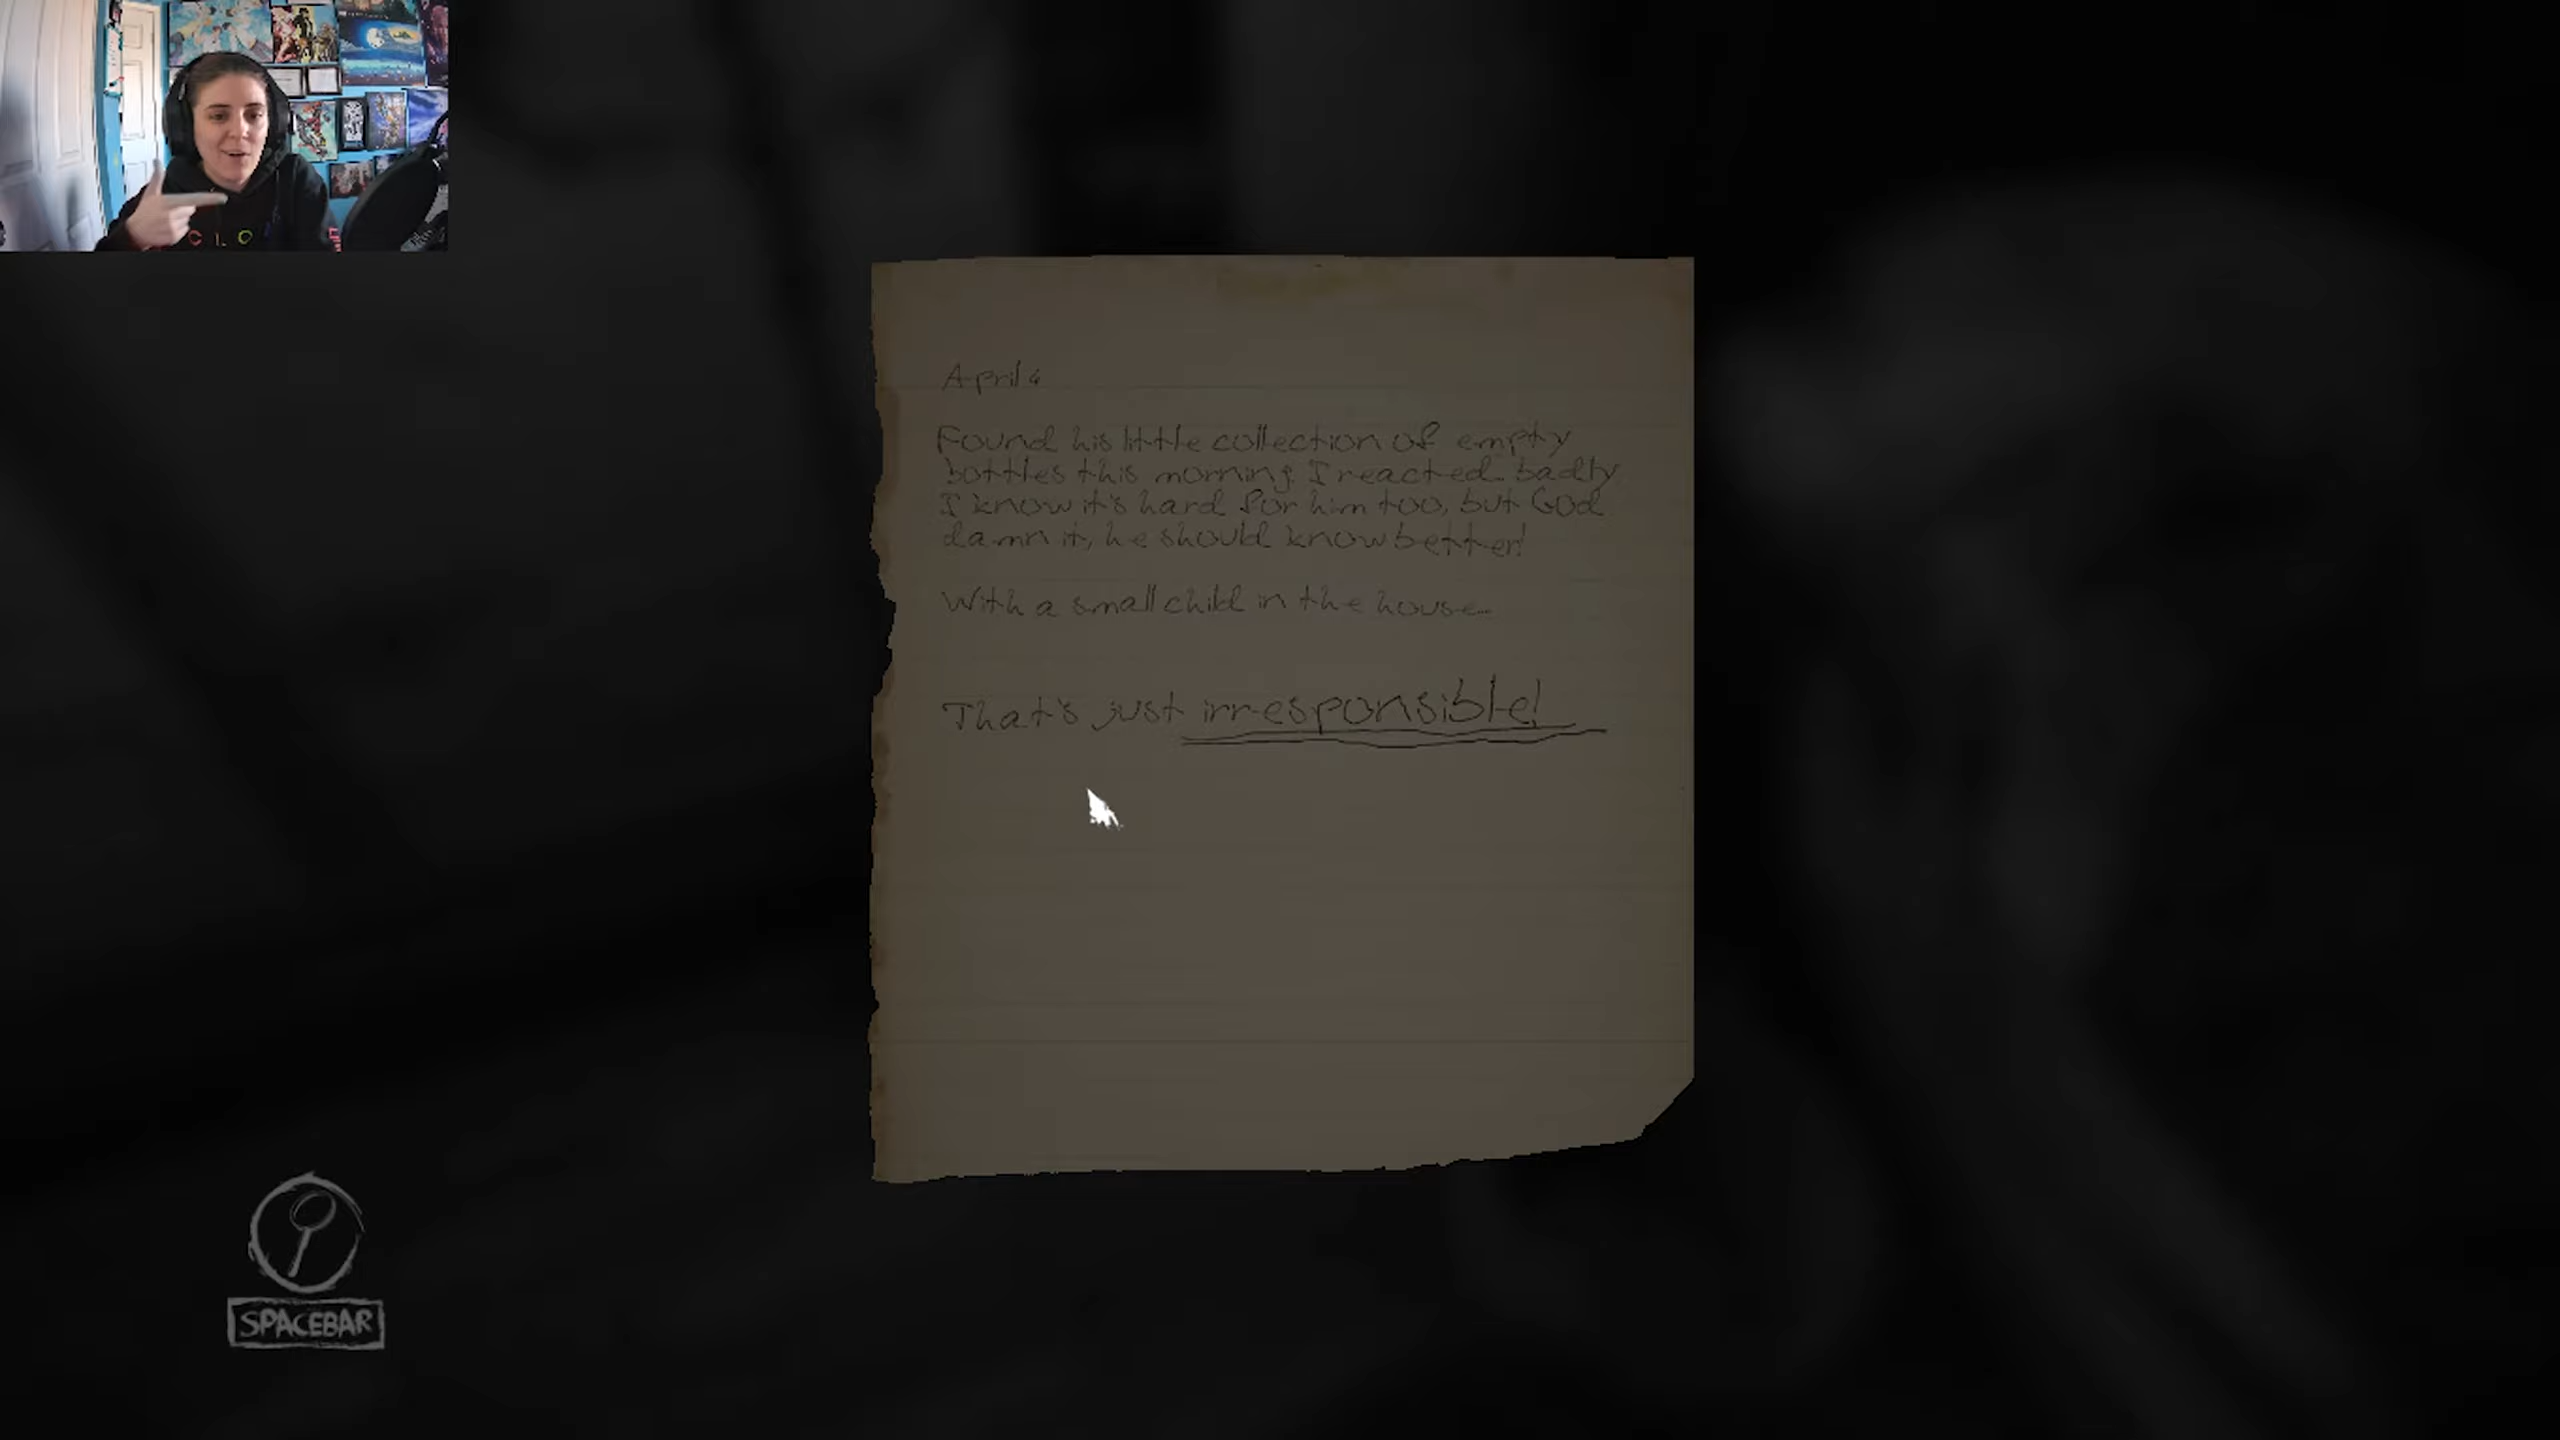 CLO
April 4
Found his little collection of empty
bottles this morning. I reacted badly
I know it's hard for him too, but God
damn it, he should know better!
With a small child in the house...
That's just irresponsible!
SPACEBAR